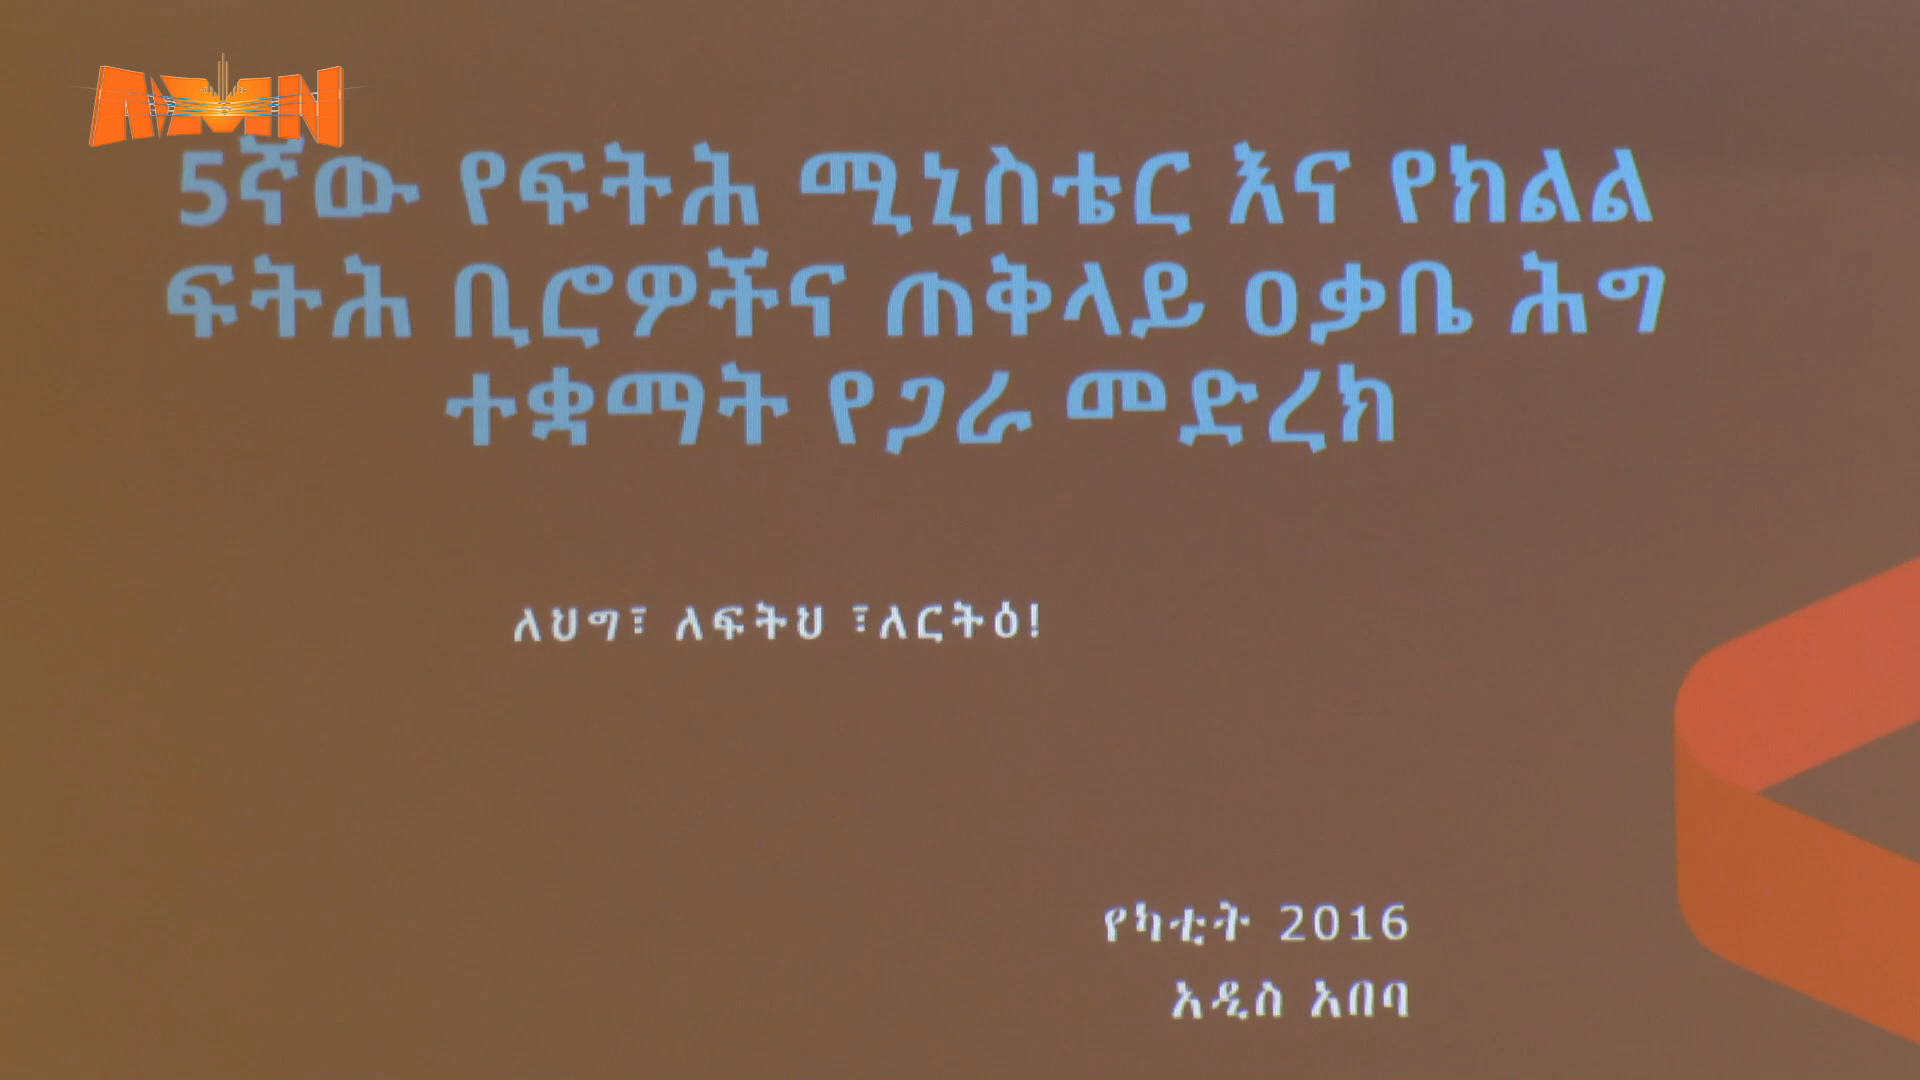 AMN
5ኛው የፍትሕ ሚኒስቴር እና የክልል
ፍትሕ ቢሮዎችና ጠቅላይ ዐቃቤ ሕግ
ተቋማት የጋራ መድረክ
ለህግ፣ ለፍትህ ፣ለርትዕ!
የካቲት 2016
አዲስ አበባ